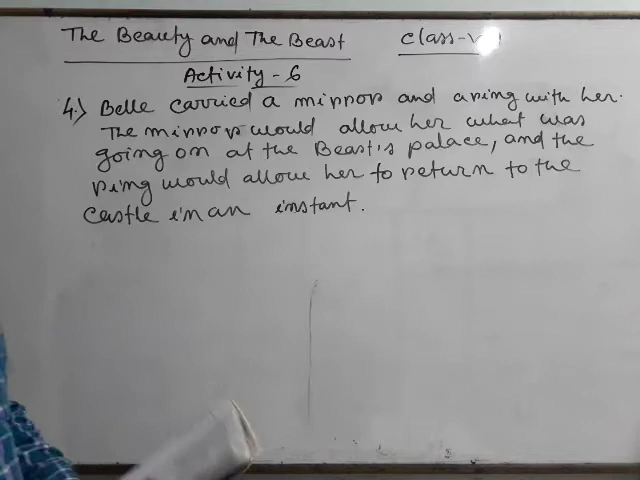 The Beauty and The Beast Class-V
Activity - 6
4.) Belle carried a mirror and a ring with her.
The mirror would allow her what was
going on at the Beast's palace, and the
ring would allow her to return to the
castle in an instant.